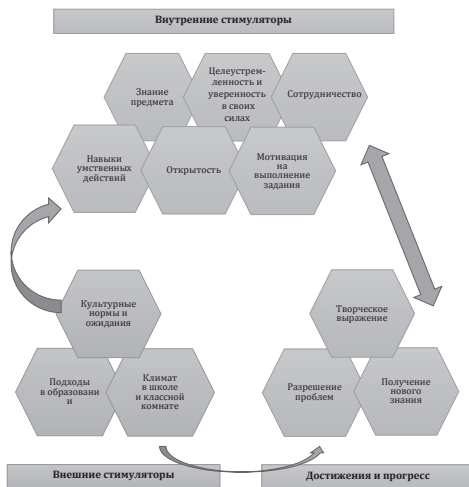 Внутренние стимуляторы
Знание
предмета
Целеустрем-
ленность и
уверенность
в своих
силах
Сотрудничество
Навыки
умственных
действий
Открытость
Мотивация
на
выполнение
задания
Культурные
нормы и
ожидания
Подходы
в образовани
и
Климат
в школе
и классной
комнате
Творческое
выражение
Разрешение
проблем
Получение
нового
знания
Внешние стимуляторы
Достижения и прогресс